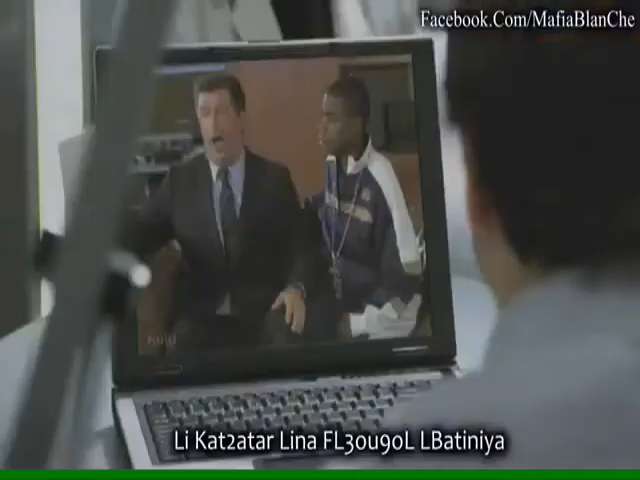 Facebook.Com/MafiaBlanChe
Li Kat2atar Lina FL3ou9oL LBatiniya